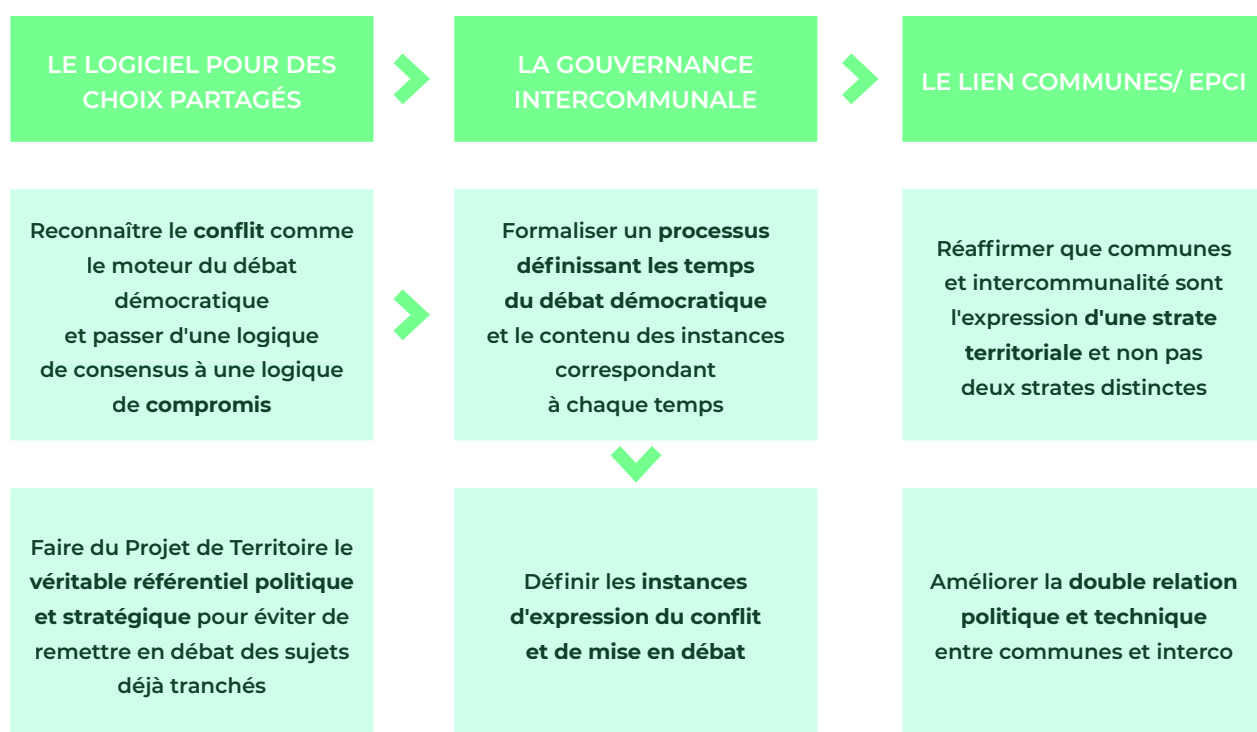 LE LOGICIEL POUR DES
CHOIX PARTAGÉS
LA GOUVERNANCE
INTERCOMMUNALE
LE LIEN COMMUNES/ EPCI
Reconnaître le conflit comme
le moteur du débat
démocratique
et passer d'une logique
de consensus à une logique
de compromis
Formaliser un processus
définissant les temps
du débat démocratique
et le contenu des instances
correspondant
à chaque temps
Réaffirmer que communes
et intercommunalité sont
l'expression d'une strate
territoriale et non pas
deux strates distinctes
Faire du Projet de Territoire le
véritable référentiel politique
et stratégique pour éviter de
remettre en débat des sujets
déjà tranchés
Définir les instances
d'expression du conflit
et de mise en débat
Améliorer la double relation
politique et technique
entre communes et interco